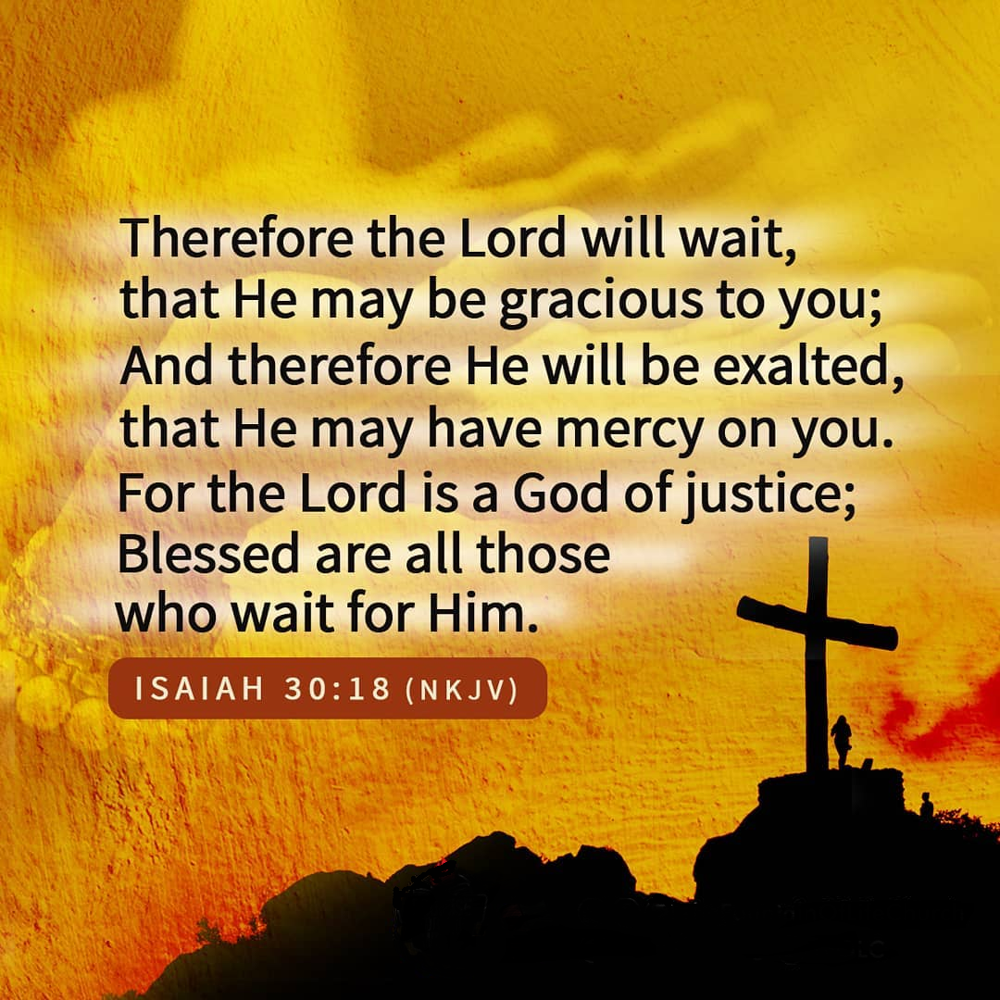 Therefore the Lord will wait,
that He may be gracious to you;
And therefore He will be exalted,
that He may have mercy on you.
For the Lord is a God of justice;
Blessed are all those
who wait for Him.
ISAIAH 30:18 (NKJV)